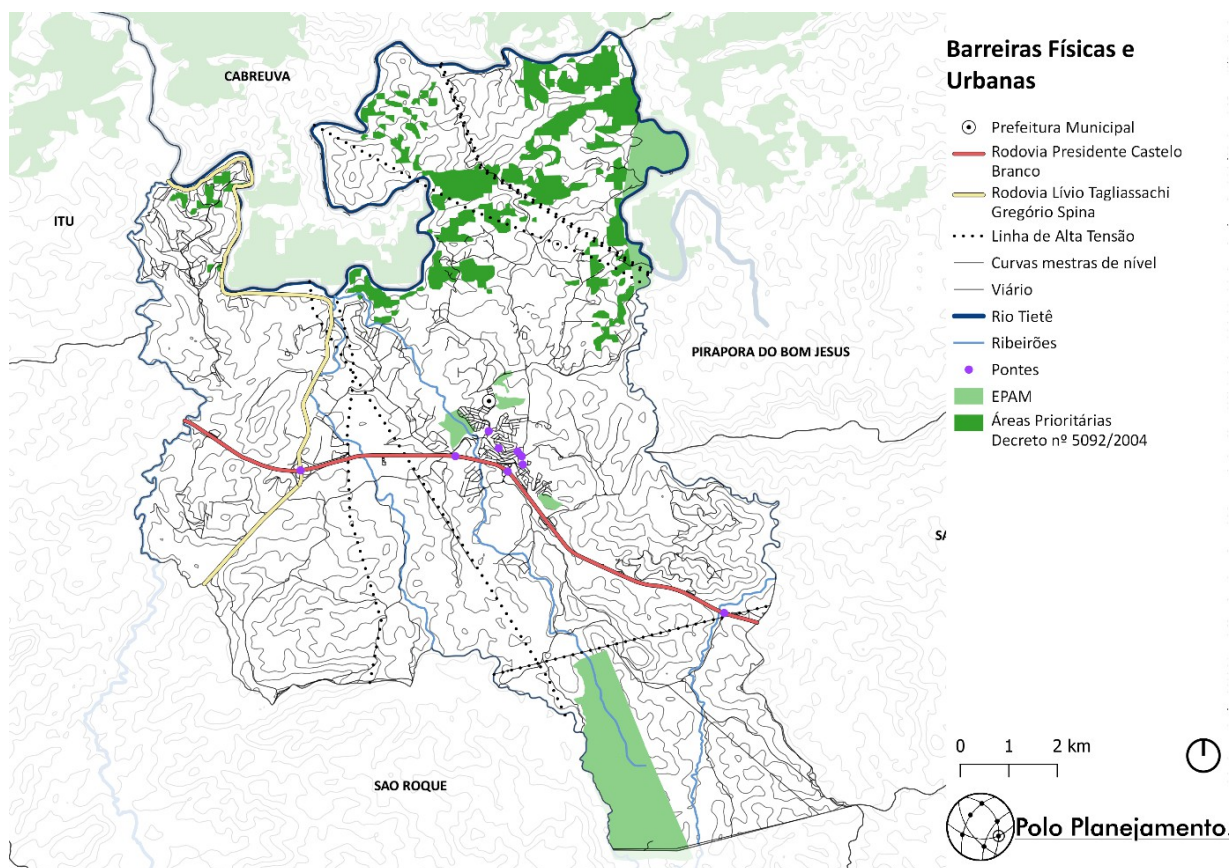 CABREUVA
ITU
PIRAPORA DO BOM JESUS
SA
SAO ROQUE
Barreiras Físicas e
Urbanas
Prefeitura Municipal
Rodovia Presidente Castelo
Branco
Rodovia Lívio Tagliassachi
Gregório Spina
Linha de Alta Tensão
Curvas mestras de nível
Viário
Rio Tietê
Ribeirões
Pontes
EPAM
Áreas Prioritárias
Decreto nº 5092/2004
0 1 2 km
Polo Planejamento.